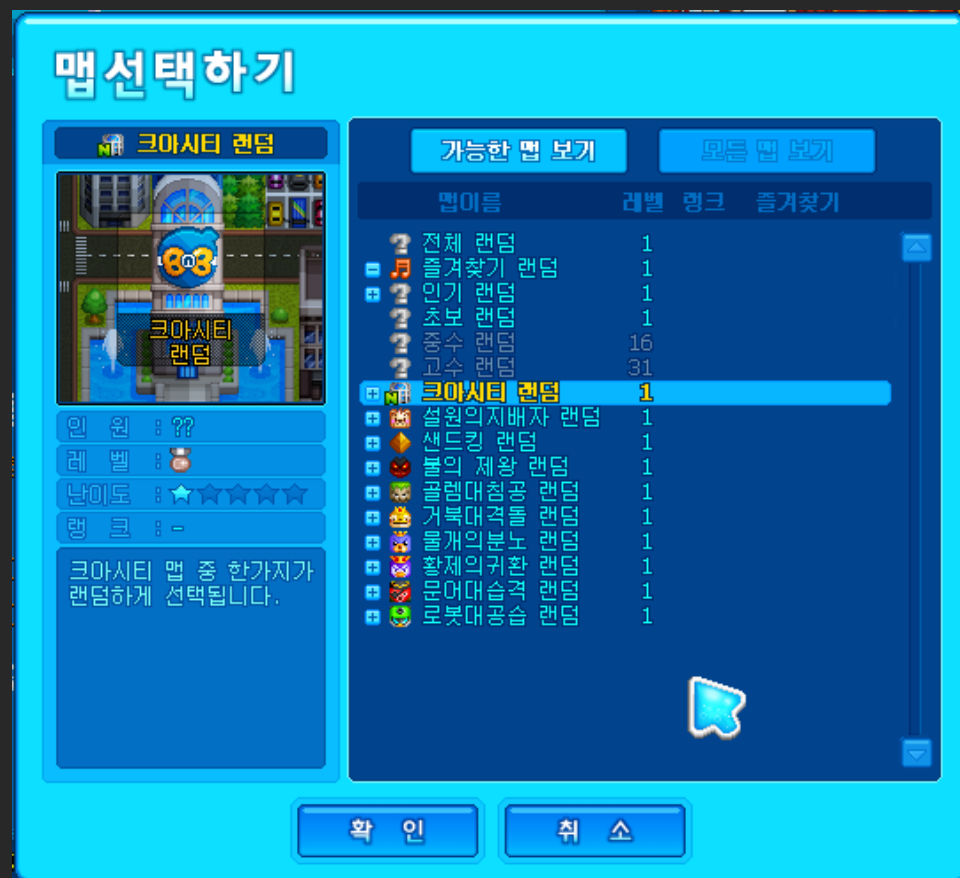 맵선택하기
크아시티 랜덤
크아시티
랜덤
인 원 : ??
레 벨 :
난이도 :
랭 크 : -
크아시티 맵 중 한가지가
랜덤하게 선택됩니다.
가능한 맵 보기 모든 맵 보기
맵이름 레벨 랭크 즐겨찾기
? 전체 랜덤 1
즐겨찾기 랜덤 1
? 인기 랜덤 1
? 초보 랜덤 1
? 중수 랜덤 16
? 고수 랜덤 31
N 크아시티 랜덤 1
설원의지배자 랜덤 1
샌드킹 랜덤 1
불의 제왕 랜덤 1
골렘대침공 랜덤 1
거북대격돌 랜덤 1
물개의분노 랜덤 1
황제의귀환 랜덤 1
문어대습격 랜덤 1
로봇대공습 랜덤 1
확 인 취 소